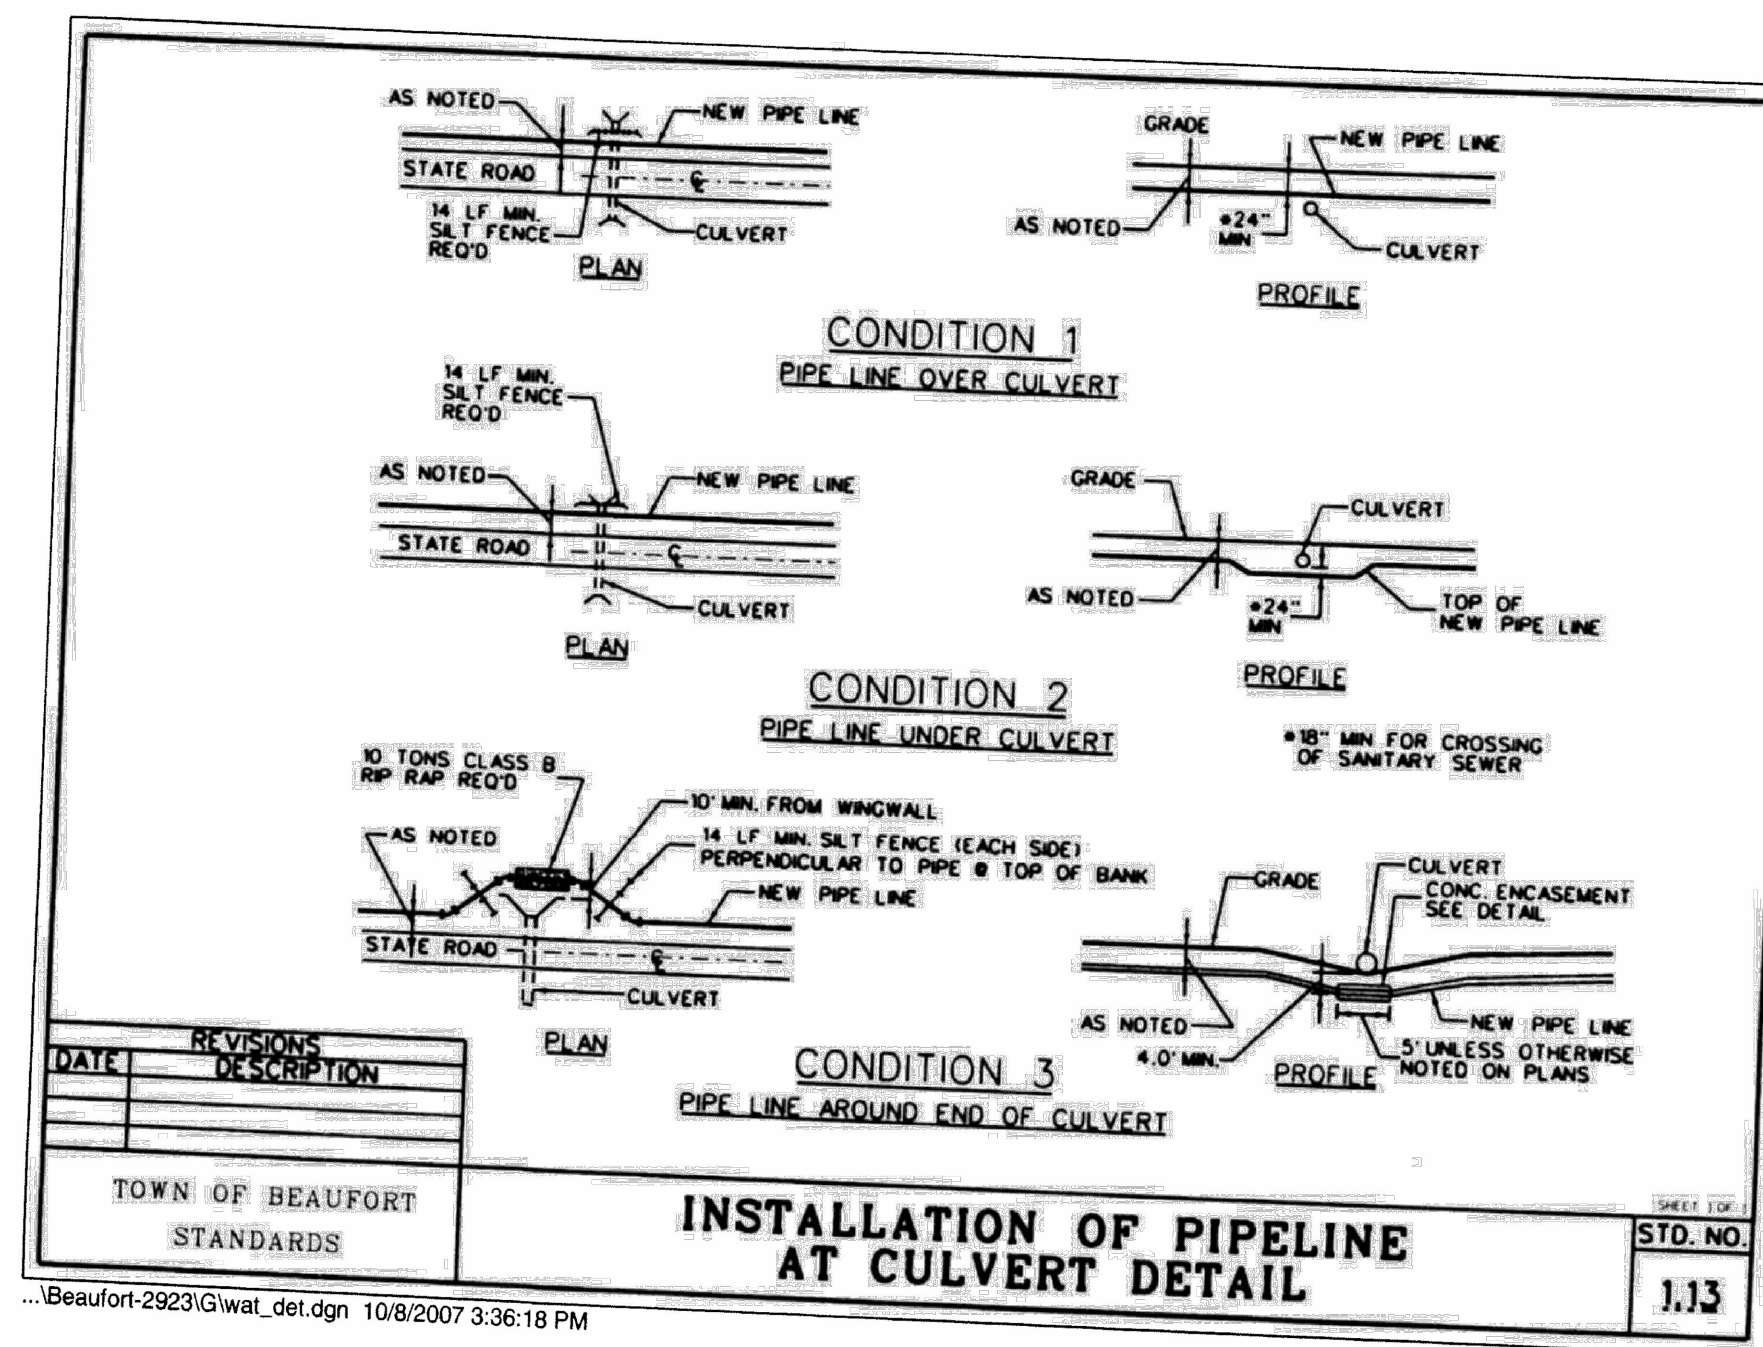 AS NOTED
NEW PIPE LINE
STATE ROAD
℄
14 LF MIN.
SILT FENCE
REQ'D
CULVERT
PLAN
GRADE
NEW PIPE LINE
AS NOTED
*24"
MIN
CULVERT
PROFILE
CONDITION 1
PIPE LINE OVER CULVERT
14 LF MIN.
SILT FENCE
REQ'D
AS NOTED
NEW PIPE LINE
STATE ROAD
℄
CULVERT
PLAN
GRADE
CULVERT
AS NOTED
*24"
MIN
TOP OF
NEW PIPE LINE
PROFILE
CONDITION 2
PIPE LINE UNDER CULVERT
*18" MIN FOR CROSSING
OF SANITARY SEWER
10 TONS CLASS B
RIP RAP REQ'D
10' MIN. FROM WINGWALL
AS NOTED
14 LF MIN. SILT FENCE (EACH SIDE)
PERPENDICULAR TO PIPE @ TOP OF BANK
NEW PIPE LINE
STATE ROAD
℄
CULVERT
PLAN
CULVERT
GRADE
CONC. ENCASEMENT
SEE DETAIL
AS NOTED
NEW PIPE LINE
4.0' MIN.
5' UNLESS OTHERWISE
NOTED ON PLANS
PROFILE
CONDITION 3
PIPE LINE AROUND END OF CULVERT
REVISIONS
DATE DESCRIPTION
TOWN OF BEAUFORT
STANDARDS
INSTALLATION OF PIPELINE
AT CULVERT DETAIL
SHEET 1 OF 1
STD. NO.
1.13
...\Beaufort-2923\G\wat_det.dgn 10/8/2007 3:36:18 PM